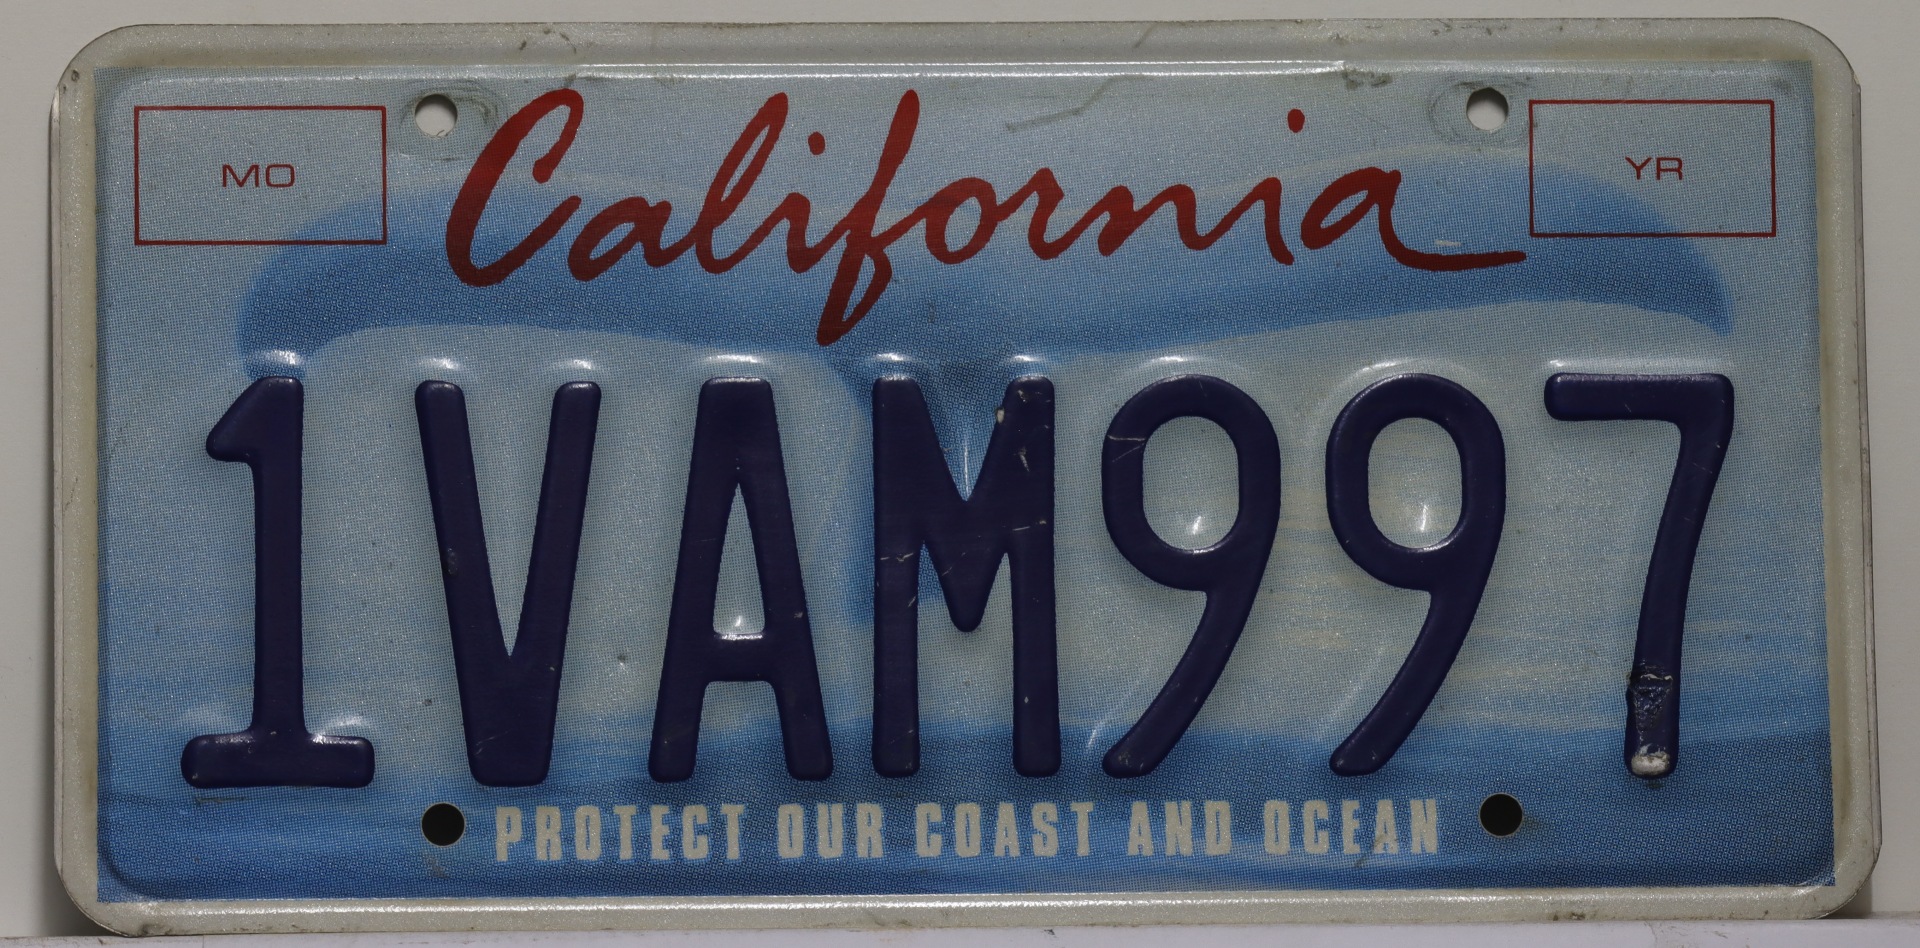 MO California YR
1VAM997
PROTECT OUR COAST AND OCEAN